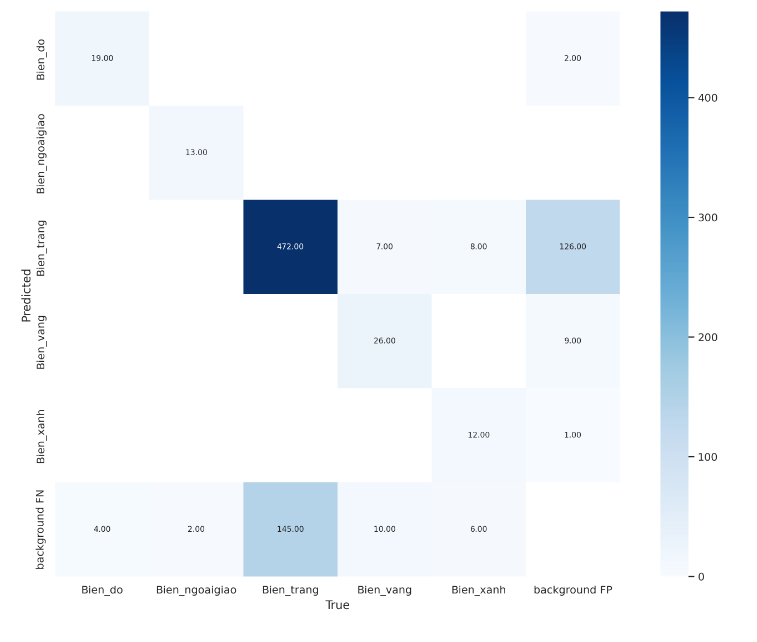 Bien_do
19.00
2.00
Bien_ngoaigiao
13.00
Bien_trang
472.00
7.00
8.00
126.00
Bien_vang
26.00
9.00
Bien_xanh
12.00
1.00
background FN
4.00
2.00
145.00
10.00
6.00
Predicted
Bien_do
Bien_ngoaigiao
Bien_trang
Bien_vang
Bien_xanh
background FP
True
400
300
200
100
0